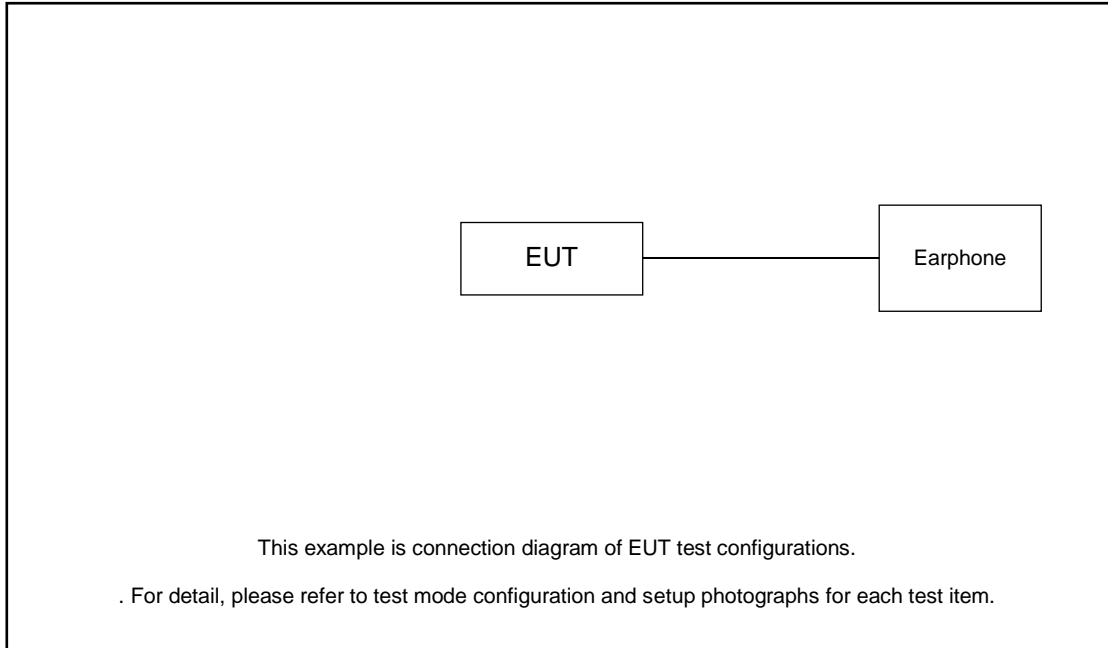 EUT
Earphone
This example is connection diagram of EUT test configurations.
. For detail, please refer to test mode configuration and setup photographs for each test item.